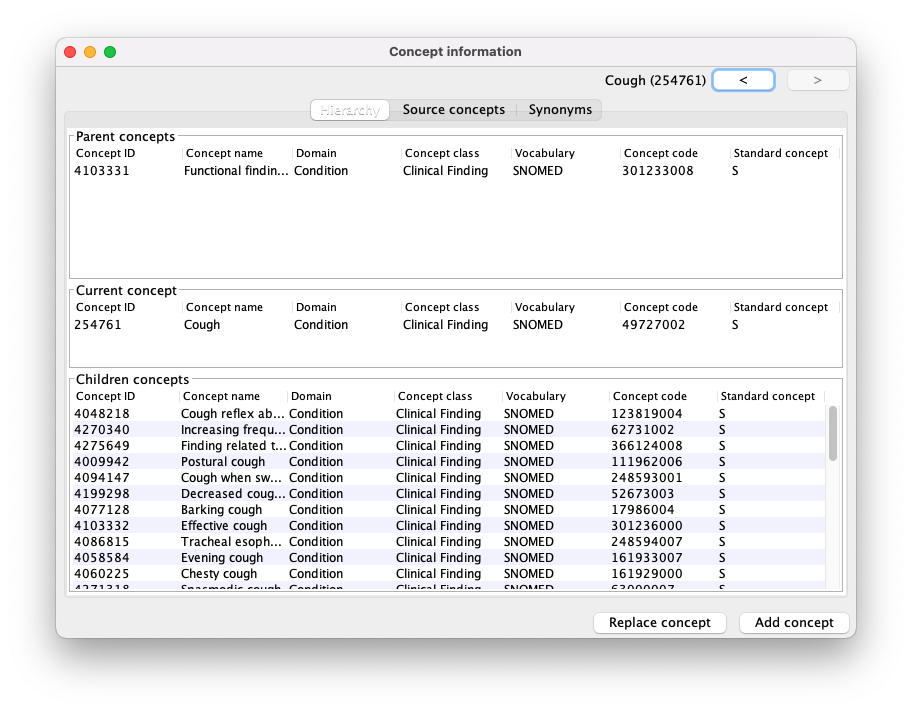 Concept information
Cough (254761) < >
Hierarchy Source concepts Synonyms
Parent concepts
Concept ID Concept name Domain Concept class Vocabulary Concept code Standard concept
4103331 Functional findin... Condition Clinical Finding SNOMED 301233008 S
Current concept
Concept ID Concept name Domain Concept class Vocabulary Concept code Standard concept
254761 Cough Condition Clinical Finding SNOMED 49727002 S
Children concepts
Concept ID Concept name Domain Concept class Vocabulary Concept code Standard concept
4048218 Cough reflex ab... Condition Clinical Finding SNOMED 123819004 S
4270340 Increasing frequ... Condition Clinical Finding SNOMED 62731002 S
4275649 Finding related t... Condition Clinical Finding SNOMED 366124008 S
4009942 Postural cough Condition Clinical Finding SNOMED 111962006 S
4094147 Cough when sw... Condition Clinical Finding SNOMED 248593001 S
4199298 Decreased coug... Condition Clinical Finding SNOMED 52673003 S
4077128 Barking cough Condition Clinical Finding SNOMED 17986004 S
4103332 Effective cough Condition Clinical Finding SNOMED 301236000 S
4086815 Tracheal esoph... Condition Clinical Finding SNOMED 248594007 S
4058584 Evening cough Condition Clinical Finding SNOMED 161933007 S
4060225 Chesty cough Condition Clinical Finding SNOMED 161929000 S
Spasmodic cough Condition Clinical Finding SNOMED S
Replace concept Add concept